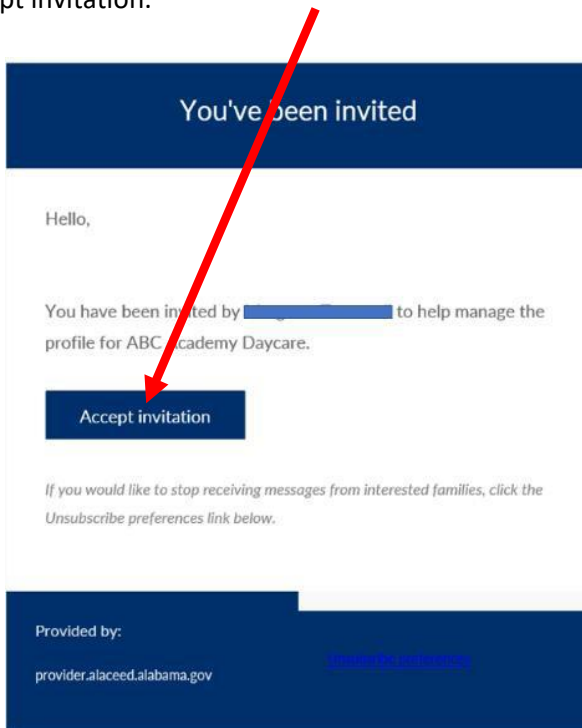 pt invitation.
You've been invited
Hello,
You have been invited by to help manage the
profile for ABC Academy Daycare.
Accept invitation
If you would like to stop receiving messages from interested families, click the
Unsubscribe preferences link below.
Provided by:
Unsubscribe preferences
provider.alaceed.alabama.gov